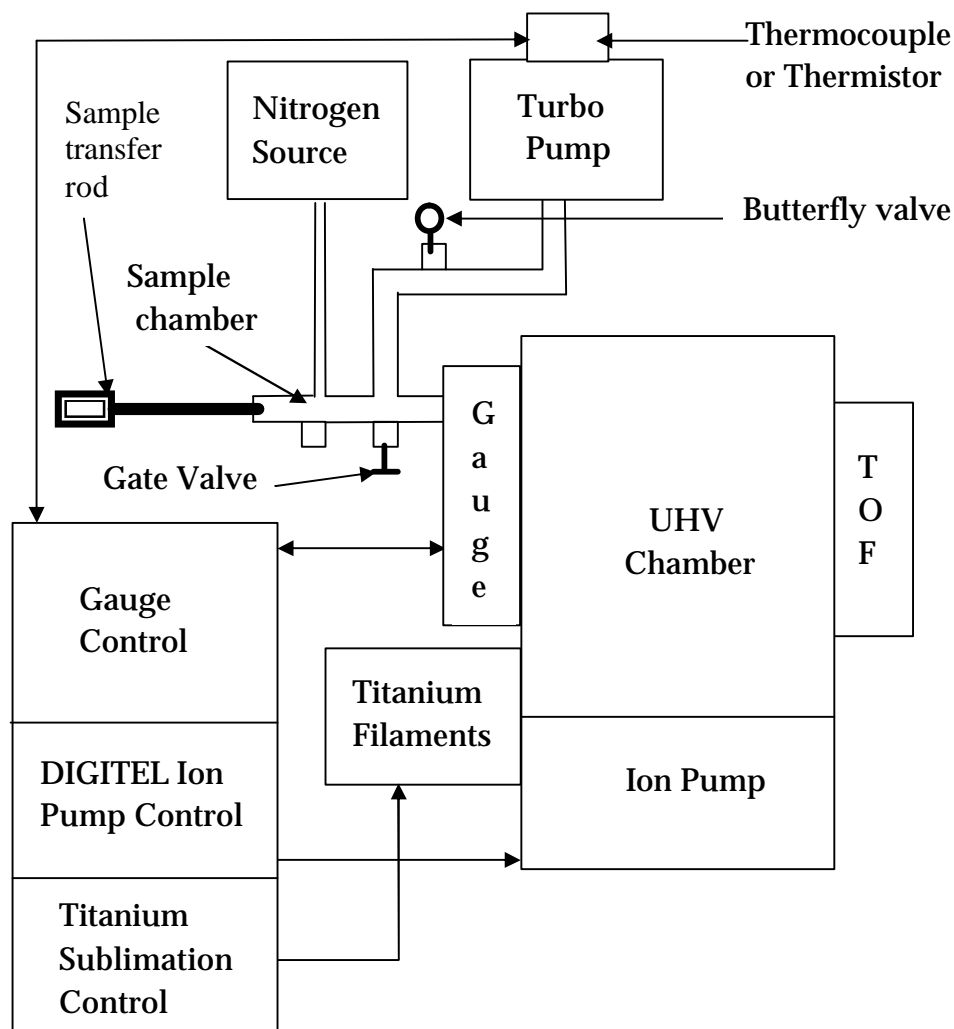 Thermocouple
or Thermistor
Nitrogen
Source
Turbo
Pump
Sample
transfer
rod
Butterfly valve
Sample
chamber
Gate Valve
G
a
u
g
e
UHV
Chamber
T
O
F
Gauge
Control
Titanium
Filaments
DIGITEL Ion
Pump Control
Ion Pump
Titanium
Sublimation
Control